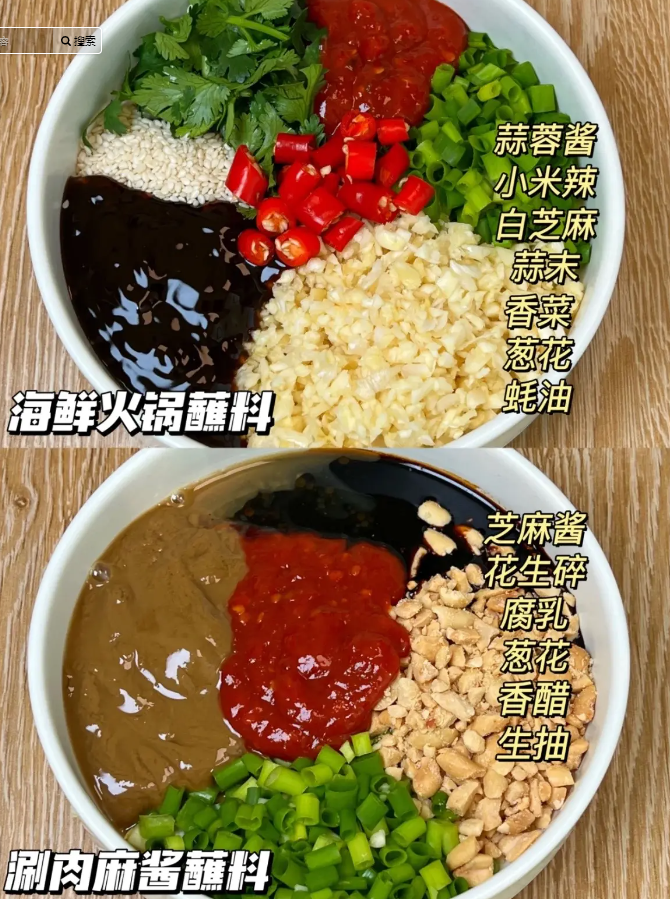 搜索
蒜蓉酱
小米辣
白芝麻
蒜末
香菜
葱花
蚝油
海鲜火锅蘸料
芝麻酱
花生碎
腐乳
葱花
香醋
生抽
涮肉麻酱蘸料